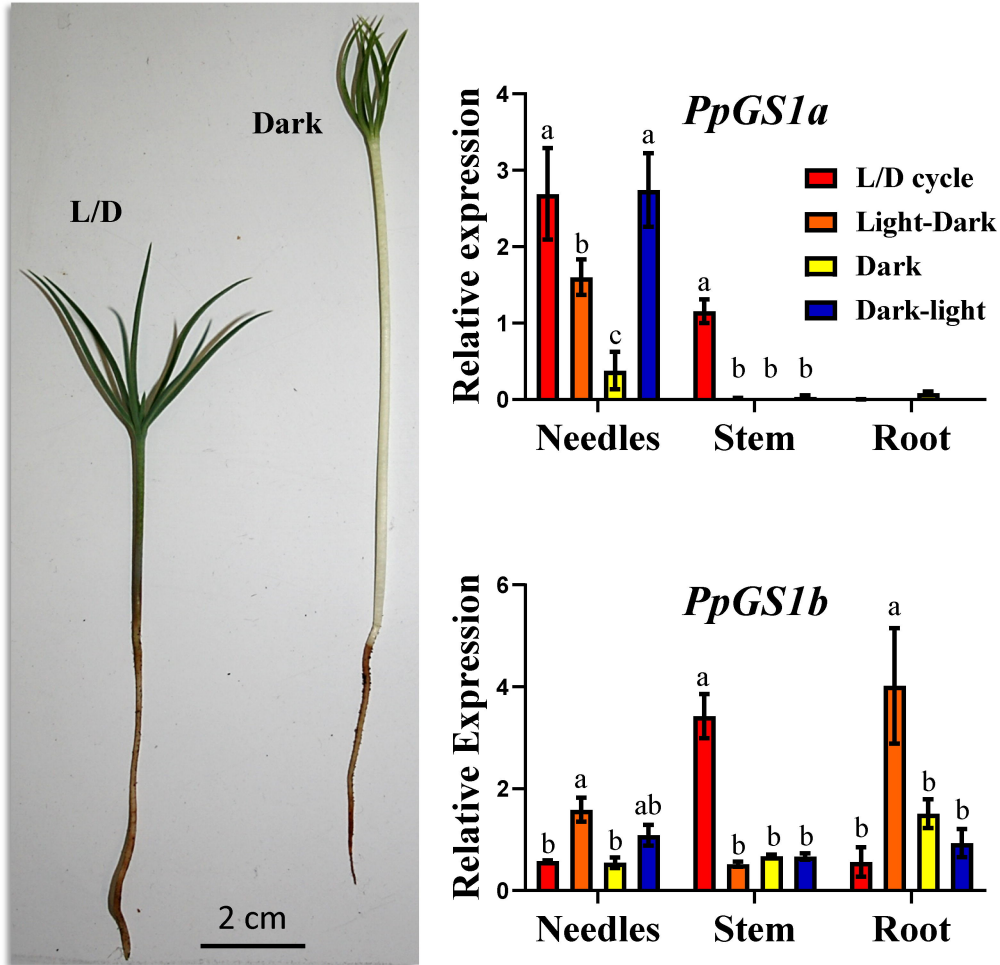 Dark
L/D
2 cm
PpGS1a
Relative expression
4
3
2
1
0
a
b
c
a
a
b
b
b
L/D cycle
Light-Dark
Dark
Dark-light
Needles
Stem
Root
PpGS1b
Relative Expression
6
4
2
0
b
a
b
ab
a
b
b
b
b
a
b
b
Needles
Stem
Root